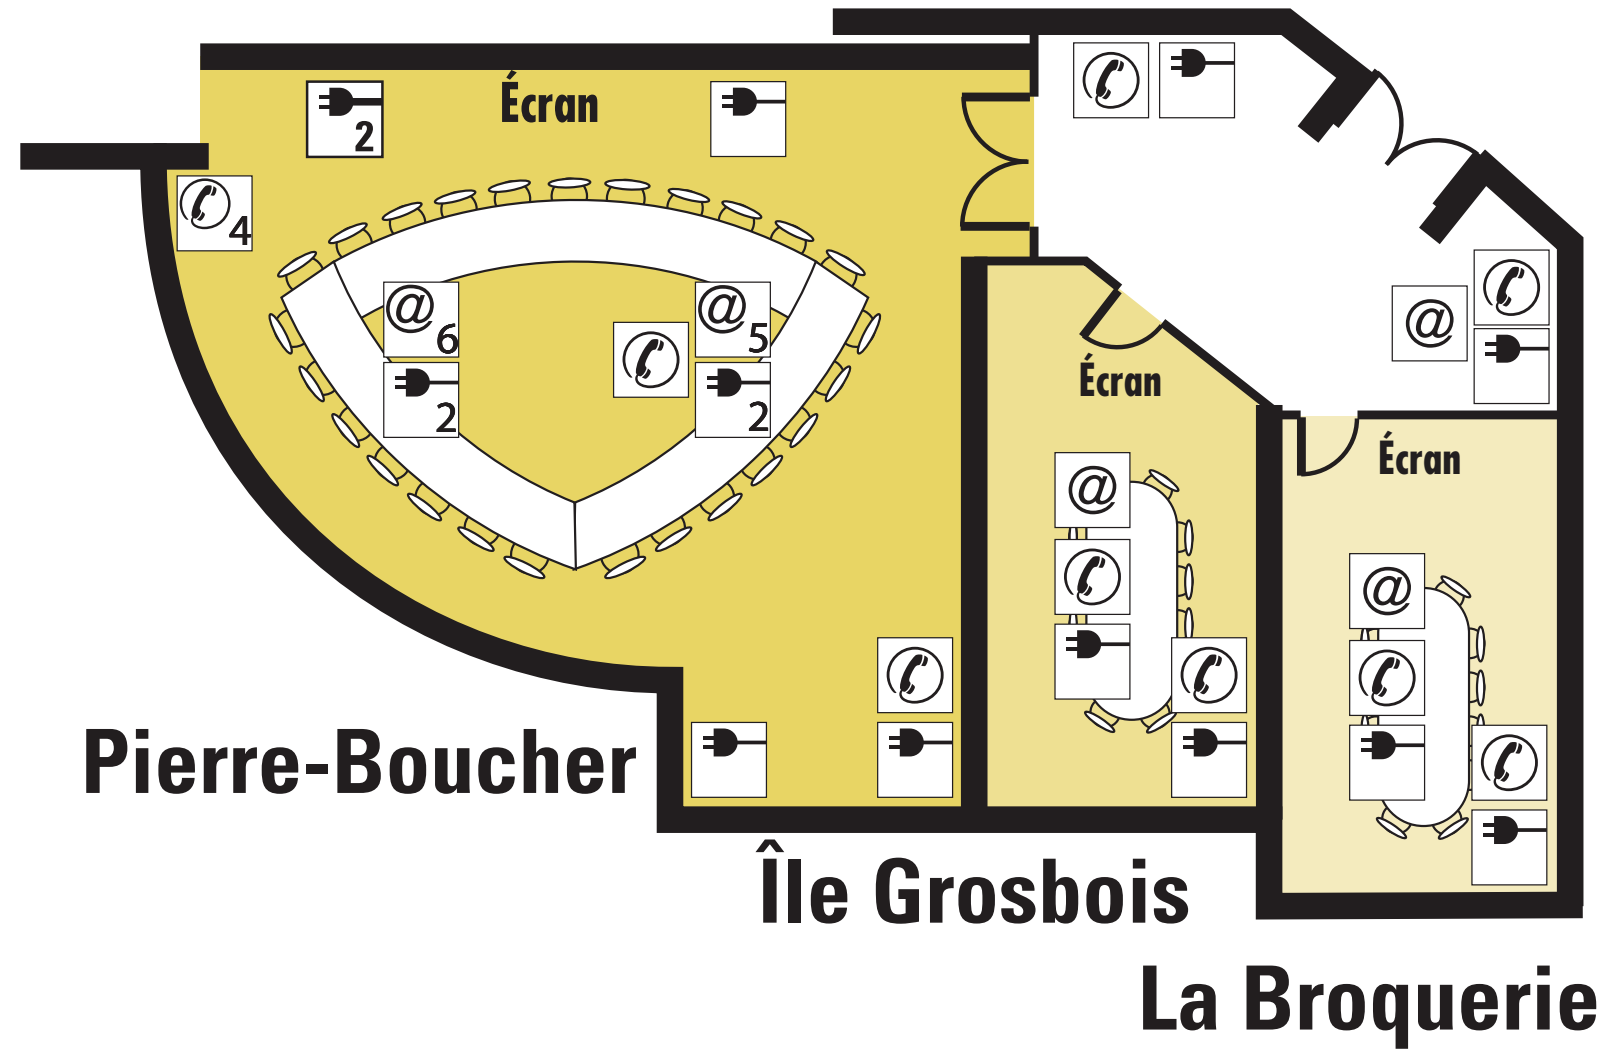 Écran
2
4
@6
@5
2
2
@
Écran
Écran
@
@
Pierre-Boucher
Île Grosbois
La Broquerie